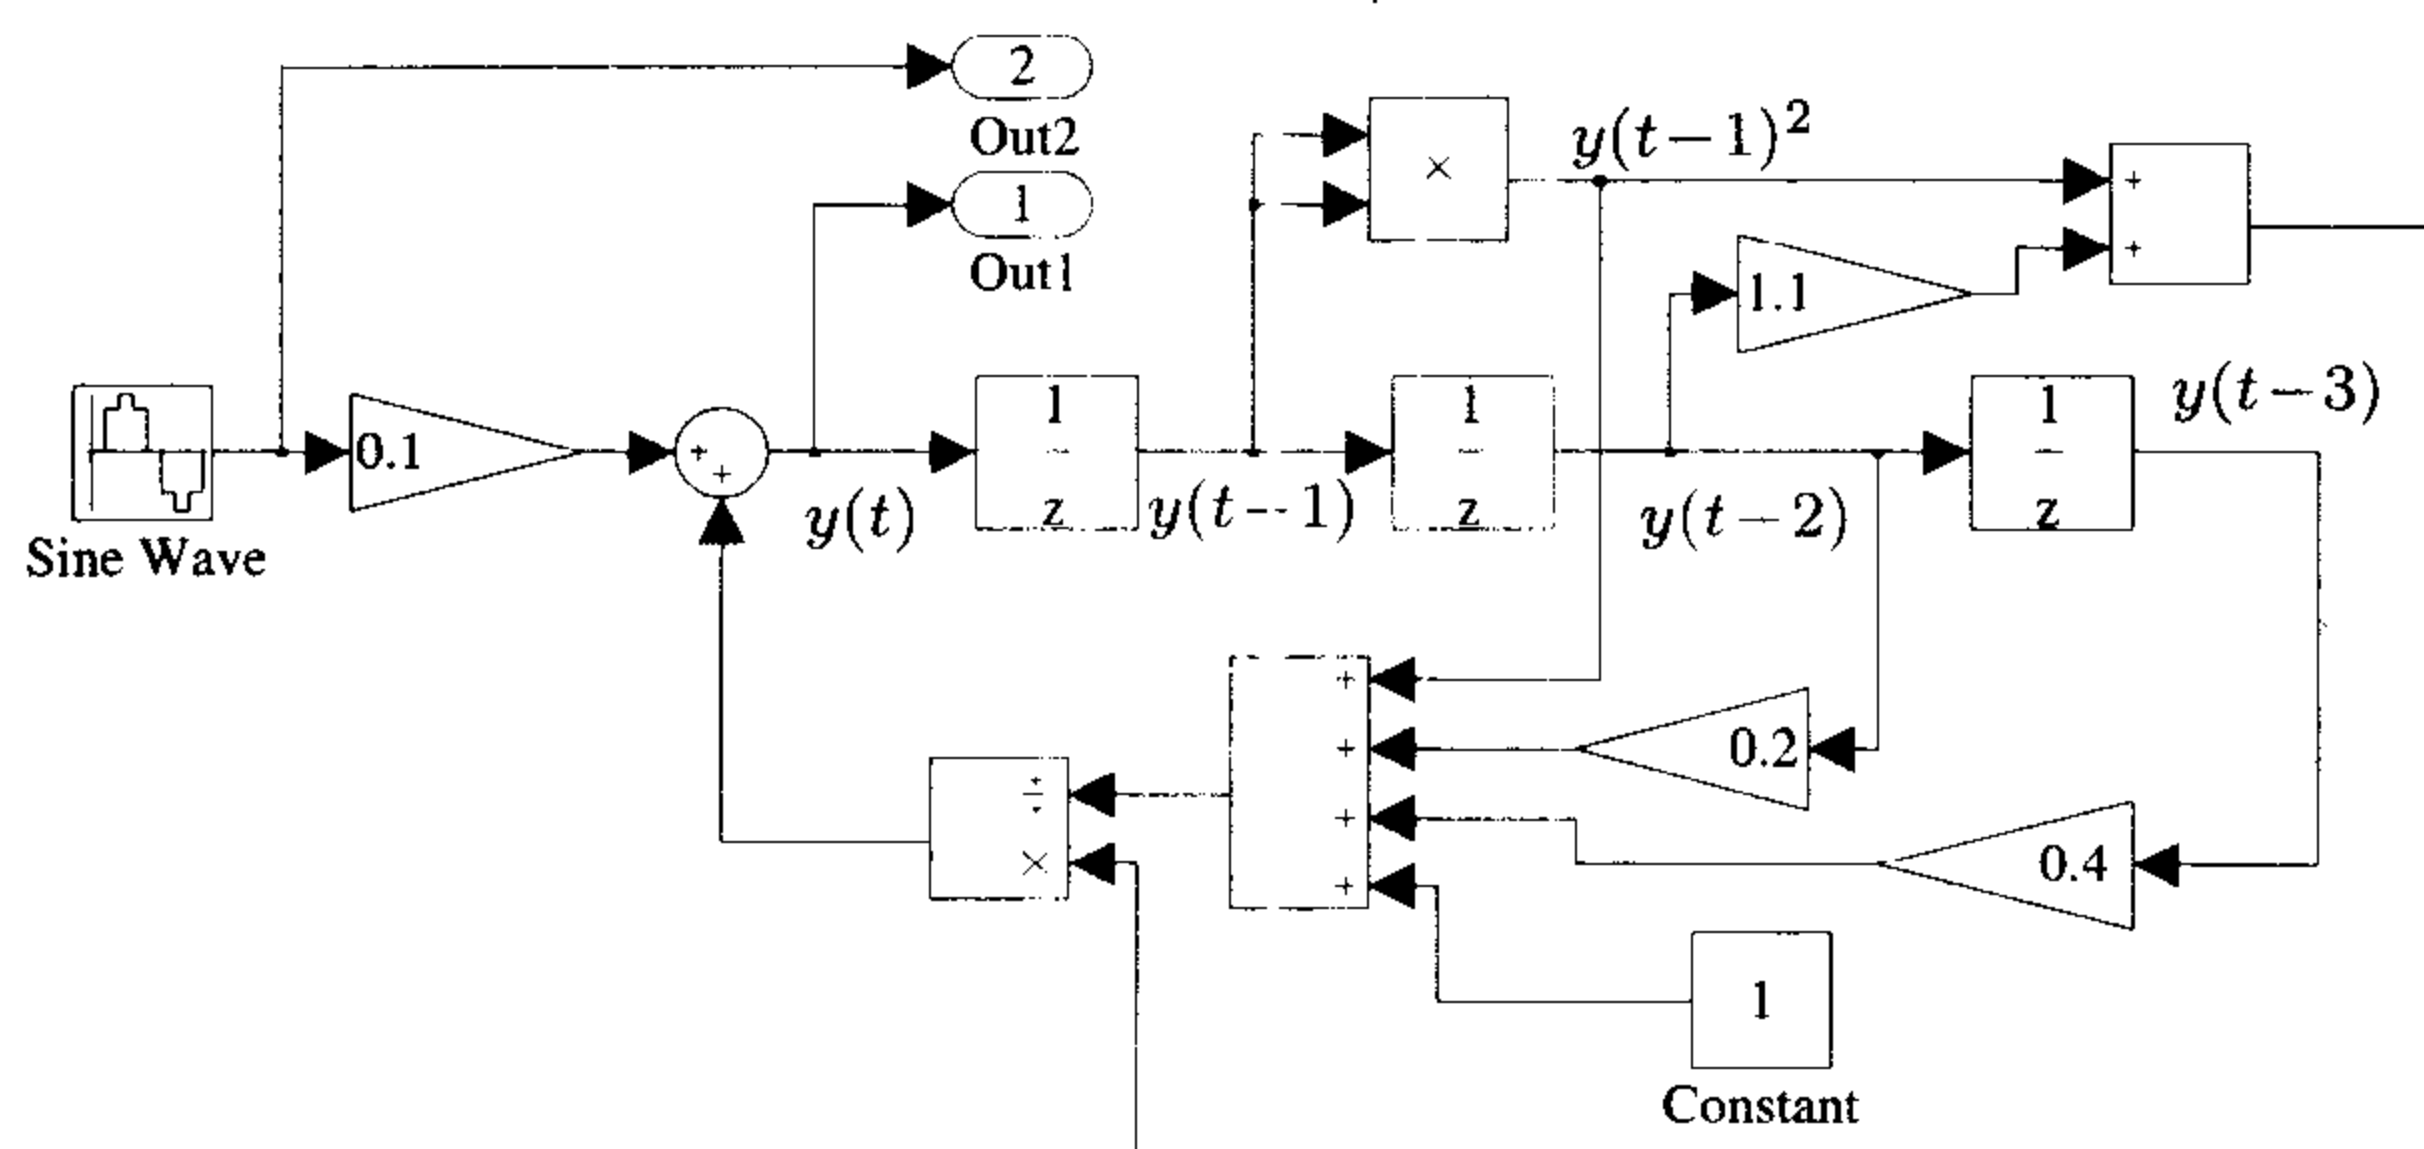 2
Out2
1
Out1
×
y(t−1)²
+
+
1.1
0.1
+
+
1
z
1
z
1
z
y(t−3)
Sine Wave
y(t)
y(t−1)
y(t−2)
+
+
+
+
0.2
÷
×
0.4
1
Constant